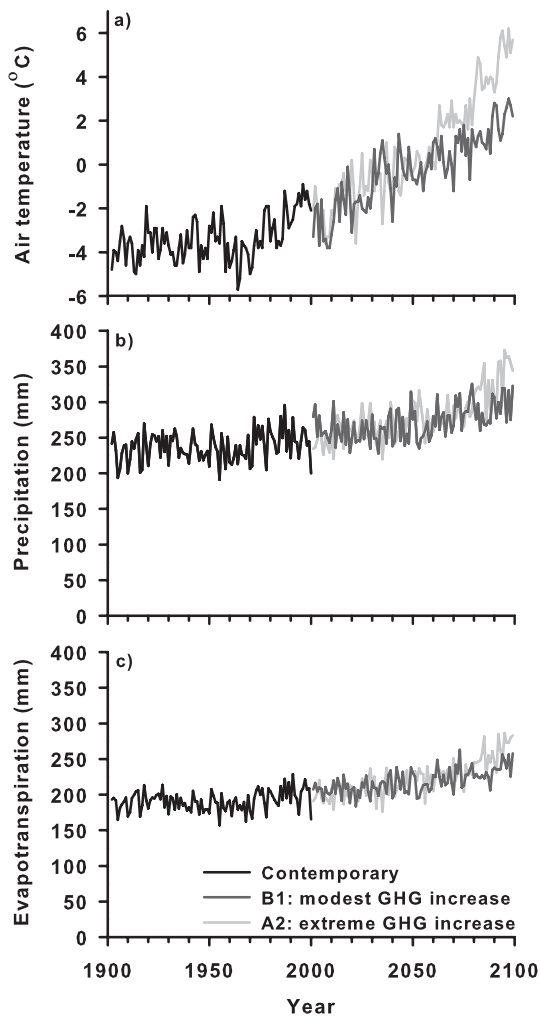 a)
Air temperature (°C)
6
4
2
0
-2
-4
-6
b)
Precipitation (mm)
400
350
300
250
200
150
100
50
0
c)
Evapotranspiration (mm)
400
350
300
250
200
150
100
50
0
Contemporary
B1: modest GHG increase
A2: extreme GHG increase
1900 1950 2000 2050 2100
Year